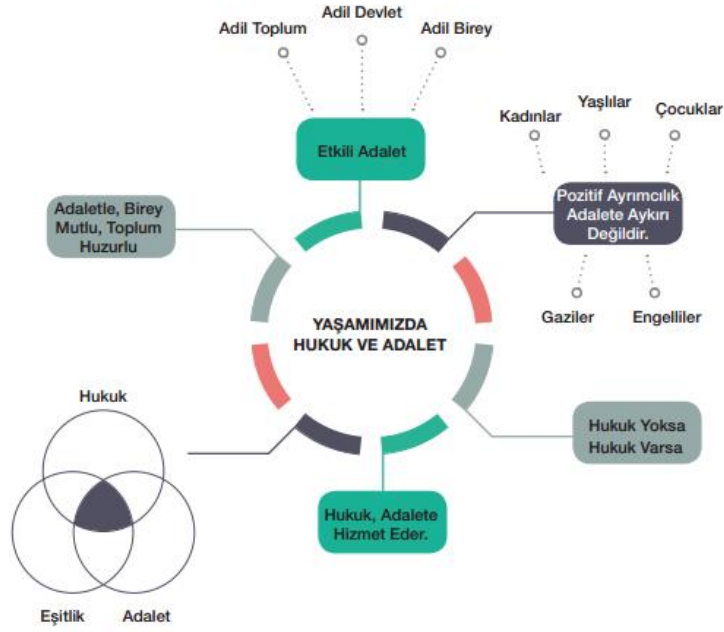 Adil Toplum
Adil Devlet
Adil Birey
Etkili Adalet
Kadınlar
Yaşlılar
Çocuklar
Pozitif Ayrımcılık
Adalete Aykırı
Değildir.
Gaziler
Engelliler
Adaletle, Birey
Mutlu, Toplum
Huzurlu
YAŞAMIMIZDA
HUKUK VE ADALET
Hukuk
Eşitlik
Adalet
Hukuk, Adalete
Hizmet Eder.
Hukuk Yoksa
Hukuk Varsa